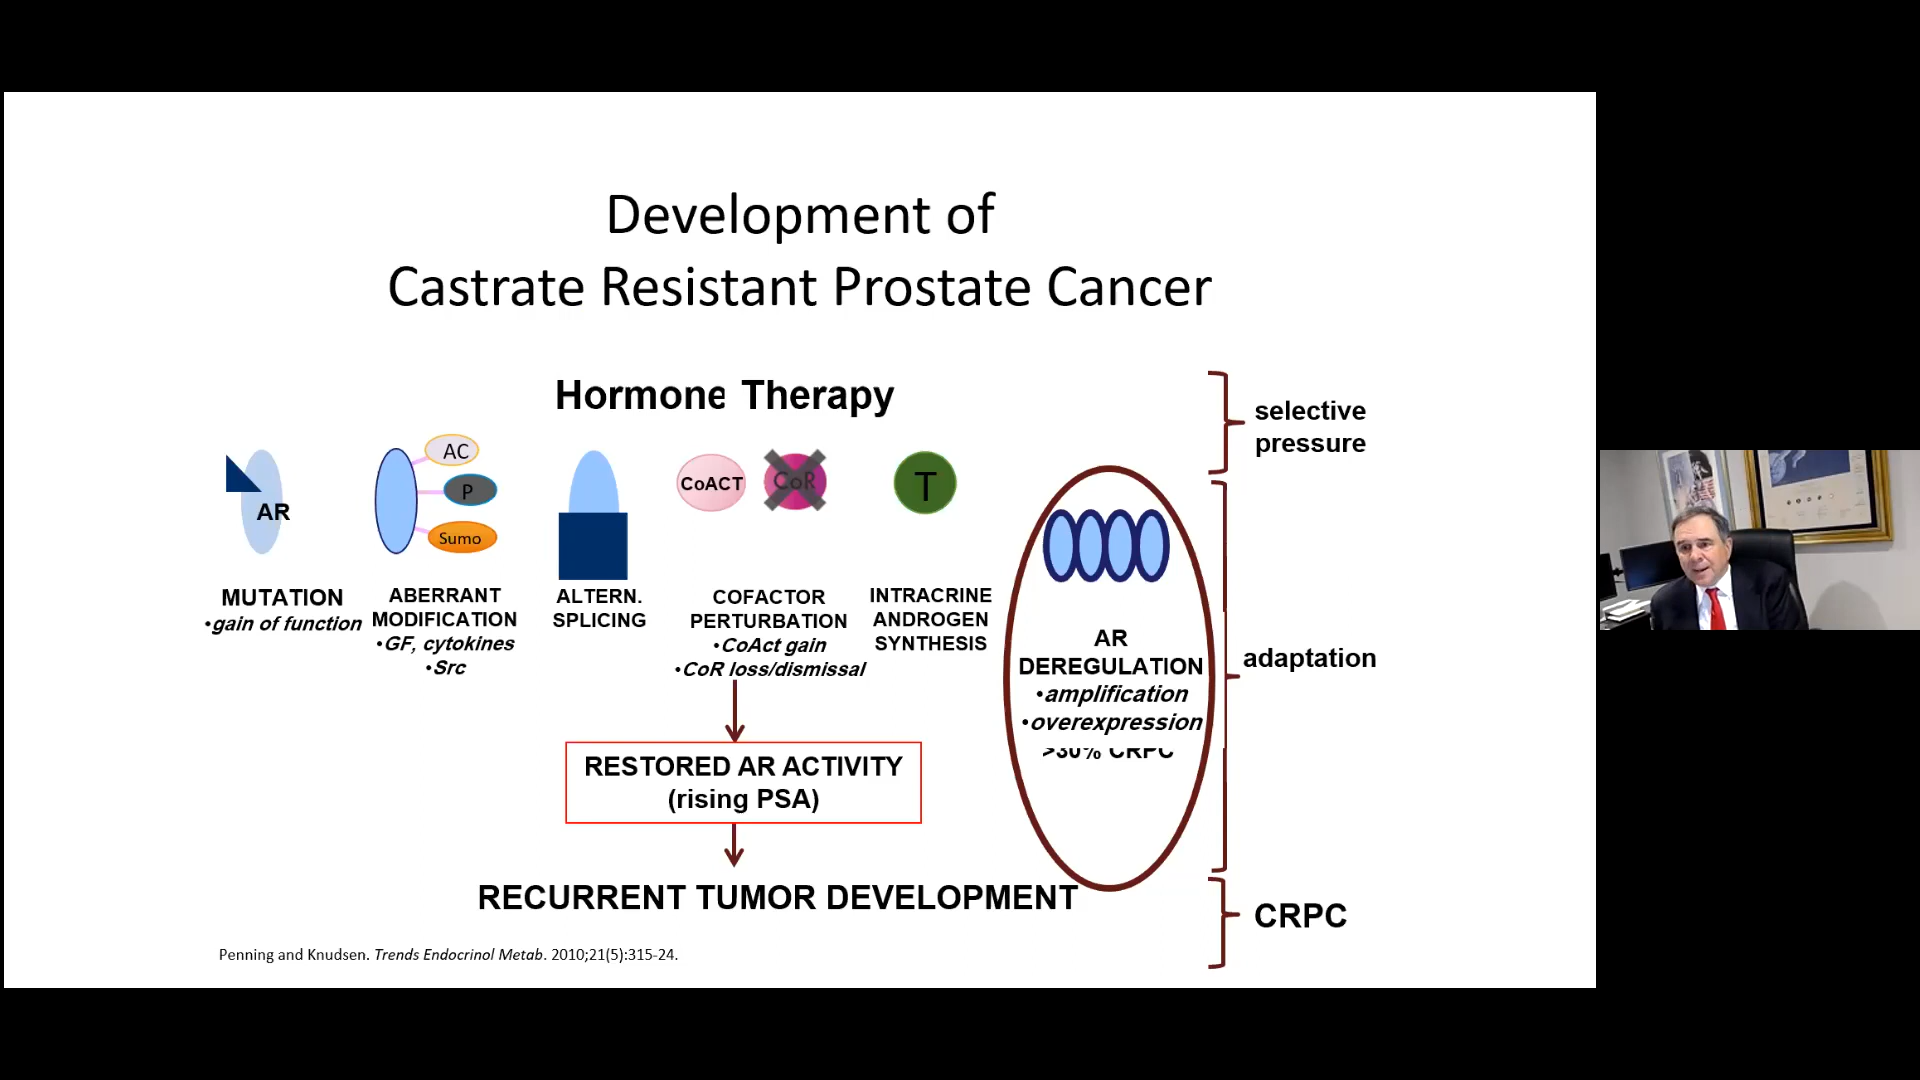 Development of
Castrate Resistant Prostate Cancer
Hormone Therapy
selective
pressure
AR
AC
P
Sumo
CoACT
CoR
T
MUTATION
•gain of function
ABERRANT
MODIFICATION
•GF, cytokines
•Src
ALTERN.
SPLICING
COFACTOR
PERTURBATION
•CoAct gain
•CoR loss/dismissal
INTRACRINE
ANDROGEN
SYNTHESIS
AR
DEREGULATION
•amplification
•overexpression
>30% CRPC
adaptation
RESTORED AR ACTIVITY
(rising PSA)
RECURRENT TUMOR DEVELOPMENT
CRPC
Penning and Knudsen. Trends Endocrinol Metab. 2010;21(5):315-24.